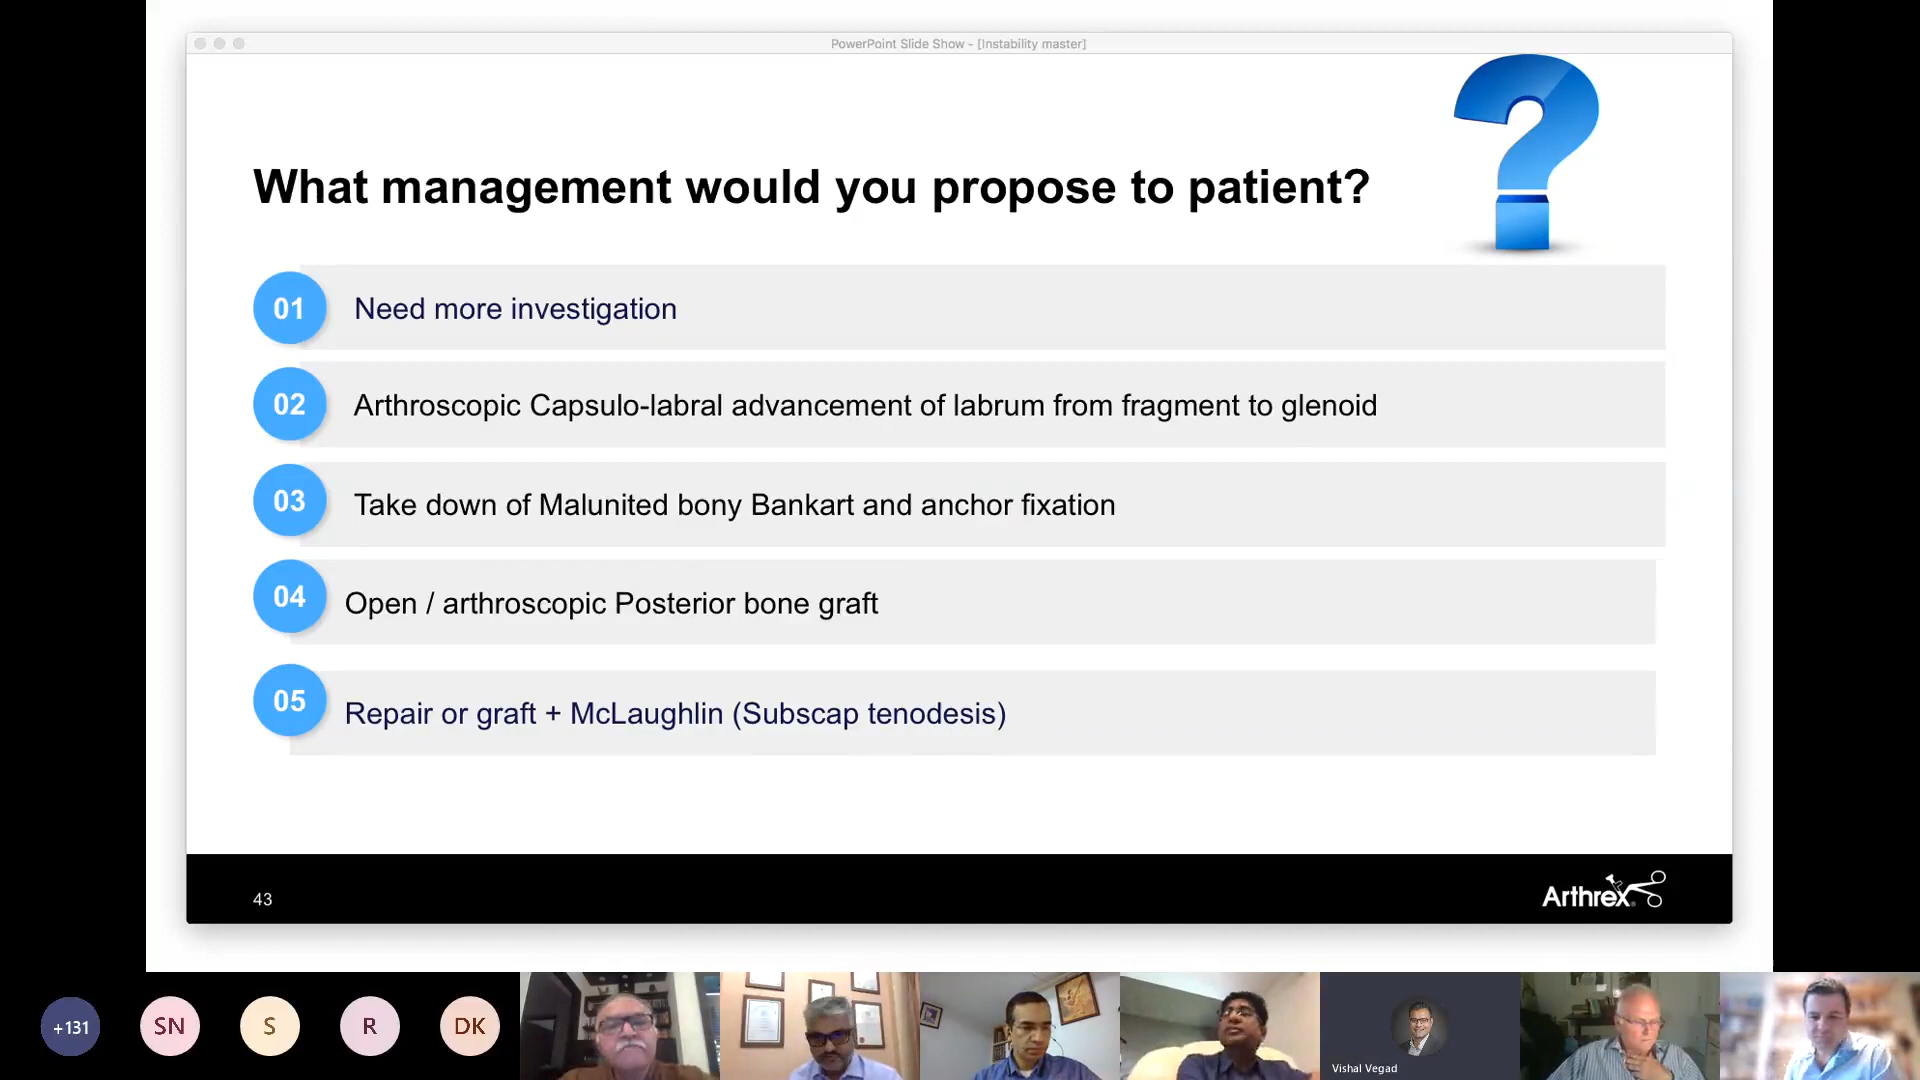 PowerPoint Slide Show - [Instability master]
What management would you propose to patient?
01 Need more investigation
02 Arthroscopic Capsulo-labral advancement of labrum from fragment to glenoid
03 Take down of Malunited bony Bankart and anchor fixation
04 Open / arthroscopic Posterior bone graft
05 Repair or graft + McLaughlin (Subscap tenodesis)
43
Arthrex
+131 SN S R DK
Vishal Vegad